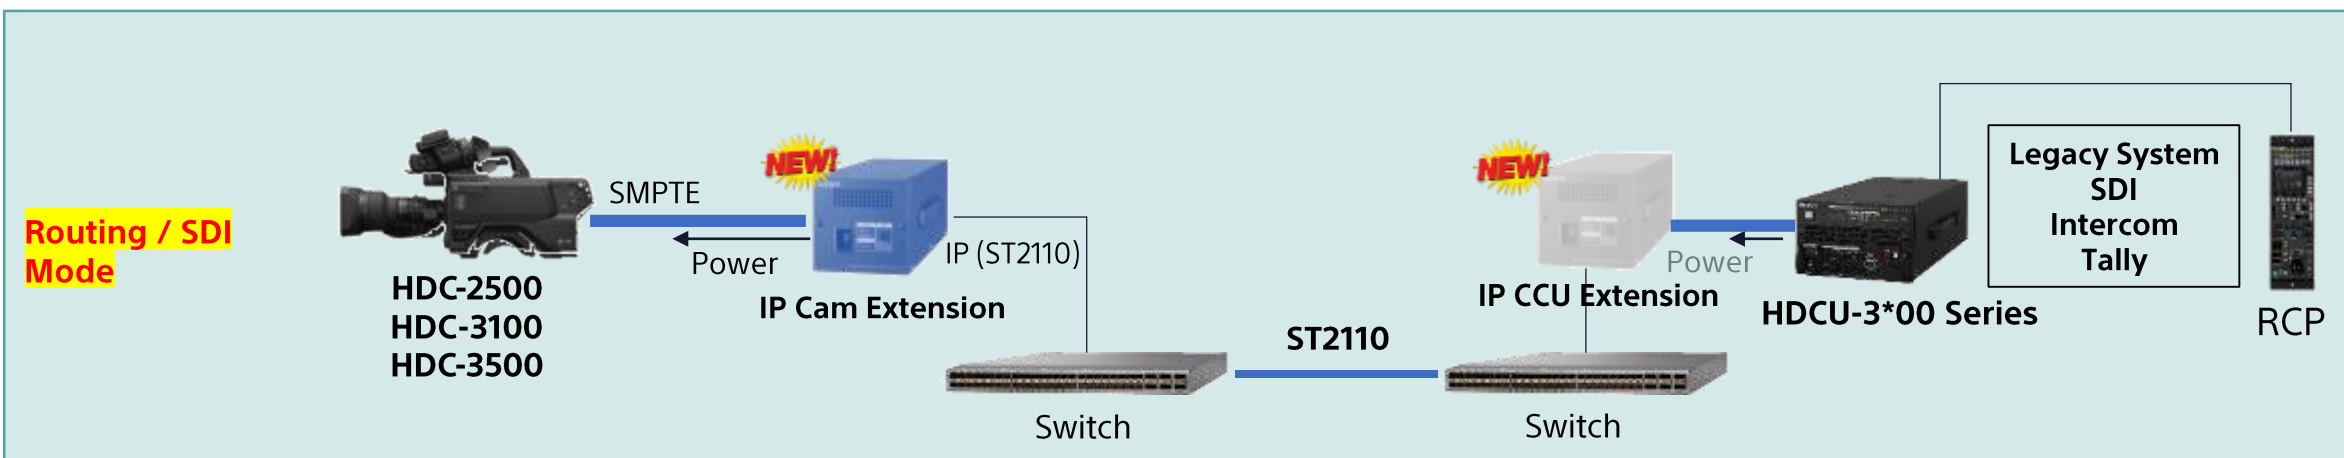 Routing / SDI
Mode
HDC-2500
HDC-3100
HDC-3500
SMPTE
Power
NEW!
IP Cam Extension
IP (ST2110)
Switch
ST2110
NEW!
IP CCU Extension
Switch
Power
HDCU-3*00 Series
Legacy System
SDI
Intercom
Tally
RCP